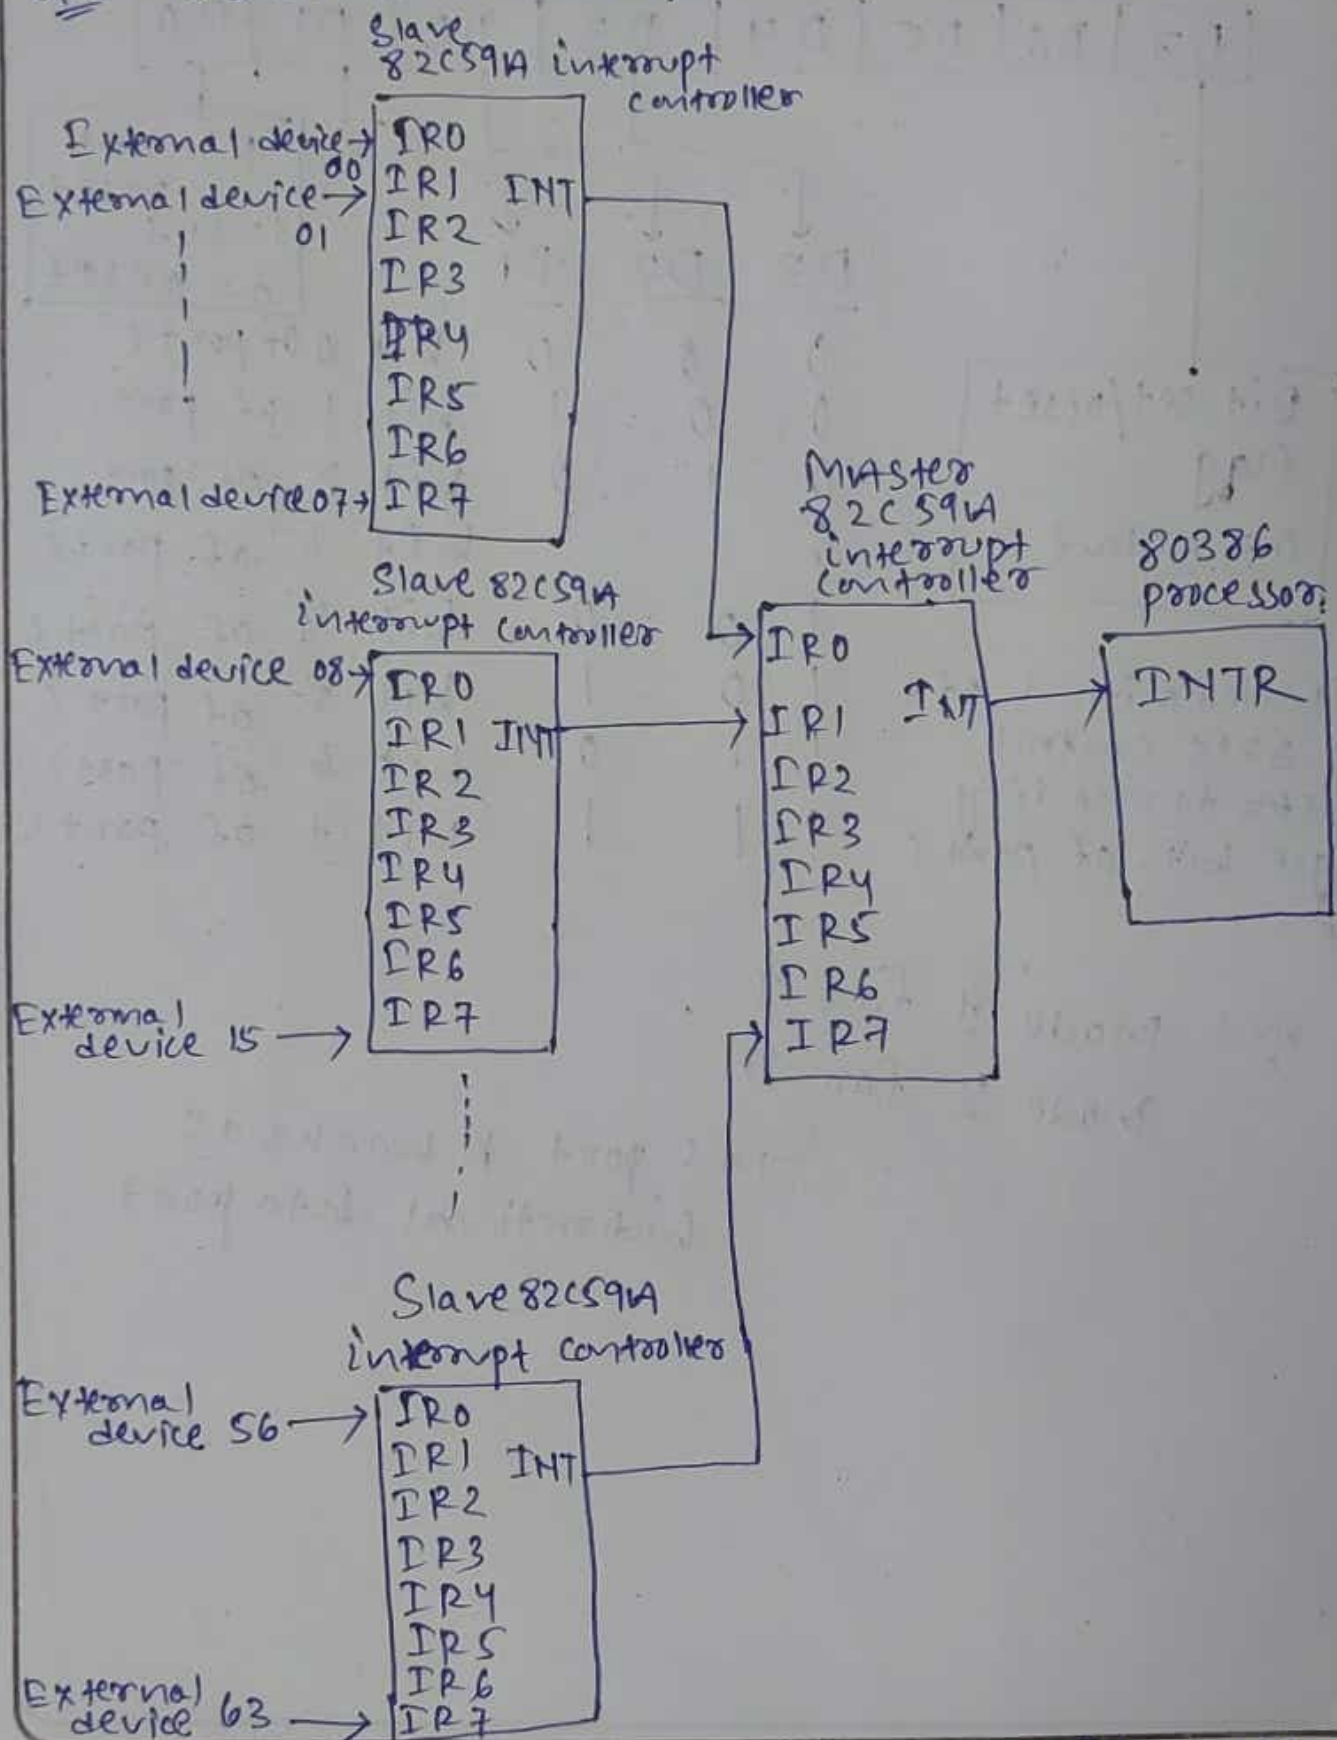 Slave
82C59A interrupt
controller
External device
00
External device
01
IR0
IR1 INT
IR2
IR3
IR4
IR5
IR6
External device 07 IR7
Slave 82C59A
interrupt controller
External device 08 IR0
IR1 INT
IR2
IR3
IR4
IR5
IR6
IR7
External
device 15
Master
82C59A
interrupt
controller
IR0
IR1 INT
IR2
IR3
IR4
IR5
IR6
IR7
80386
processor
INTR
Slave 82C59A
interrupt controller
External
device 56
IR0
IR1 INT
IR2
IR3
IR4
IR5
IR6
IR7
External
device 63